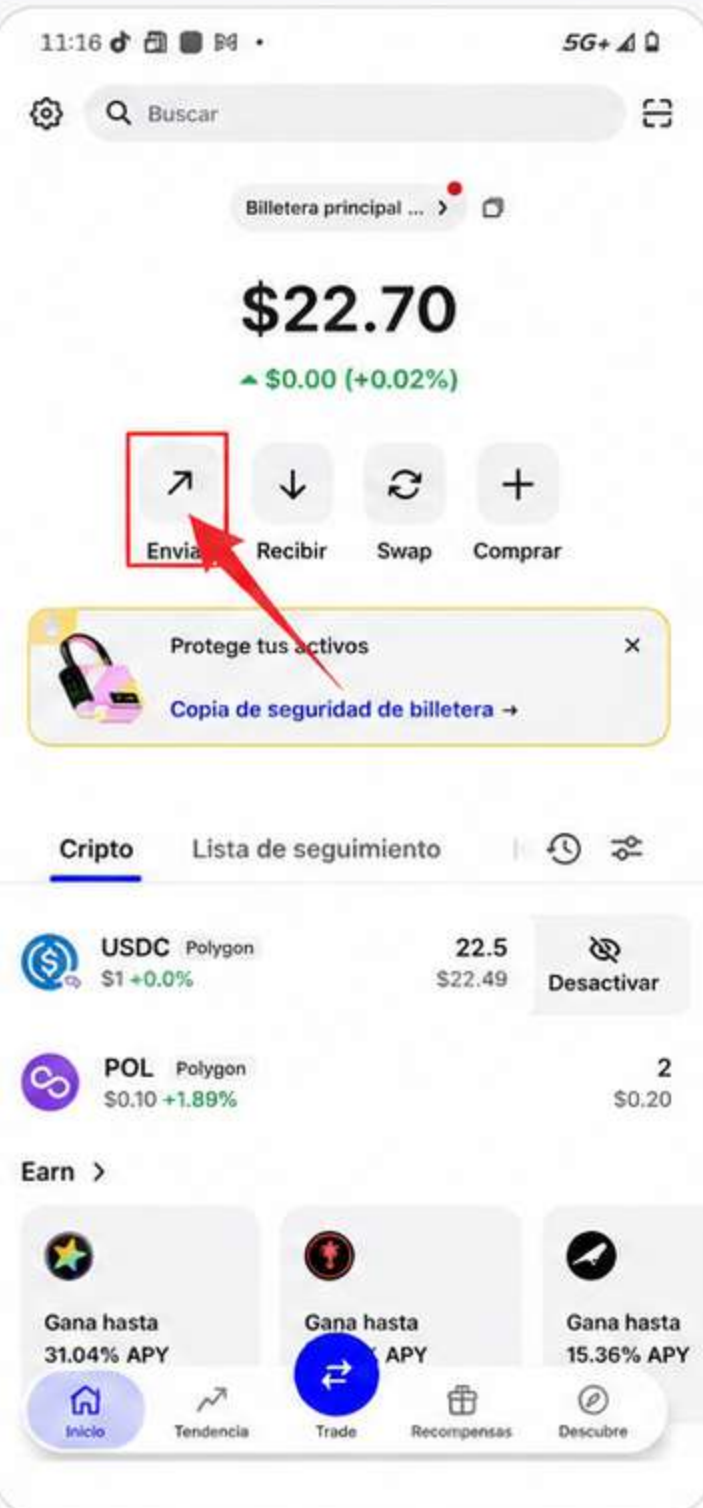 11:16
5G+
Buscar
Billetera principal ...
$22.70
$0.00 (+0.02%)
Recibir
Swap
Comprar
Protege tus activos
Copia de seguridad de billetera →
Cripto
Lista de seguimiento
USDC Polygon
22.5
$1 +0.0%
$22.49
Desactivar
POL Polygon
2
$0.10 +1.89%
$0.20
Earn >
Gana hasta
31.04% APY
Gana hasta
APY
Gana hasta
15.36% APY
Inicio
Tendencia
Trade
Recompensas
Descubre